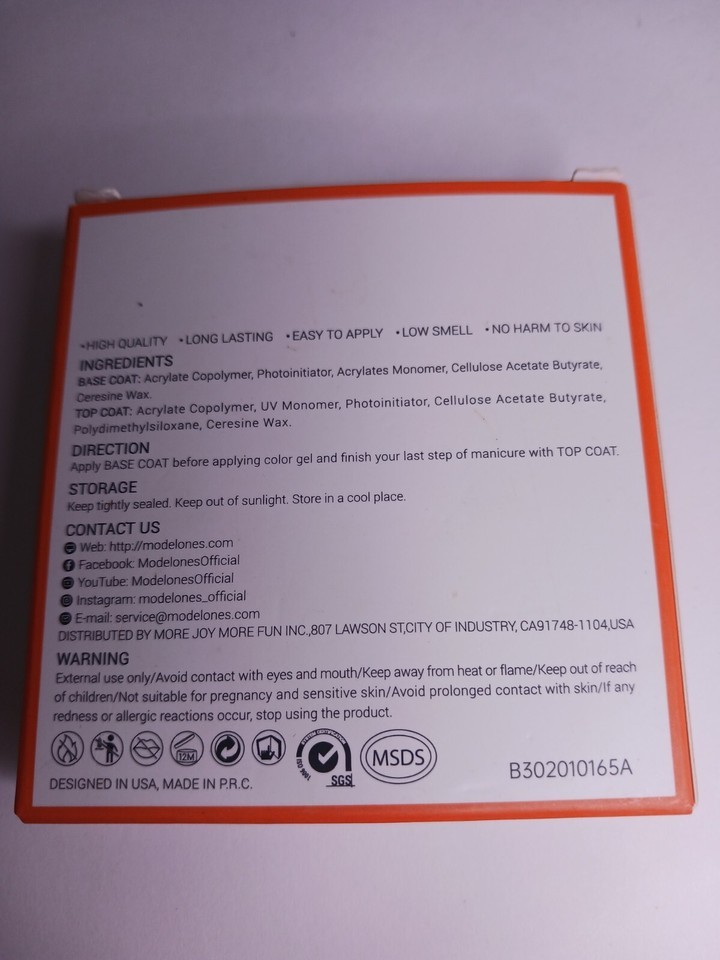 •HIGH QUALITY •LONG LASTING •EASY TO APPLY •LOW SMELL •NO HARM TO SKIN
INGREDIENTS
BASE COAT: Acrylate Copolymer, Photoinitiator, Acrylates Monomer, Cellulose Acetate Butyrate,
Ceresine Wax.
TOP COAT: Acrylate Copolymer, UV Monomer, Photoinitiator, Cellulose Acetate Butyrate,
Polydimethylsiloxane, Ceresine Wax.
DIRECTION
Apply BASE COAT before applying color gel and finish your last step of manicure with TOP COAT.
STORAGE
Keep tightly sealed. Keep out of sunlight. Store in a cool place.
CONTACT US
Web: http://modelones.com
Facebook: ModelonesOfficial
YouTube: ModelonesOfficial
Instagram: modelones_official
E-mail: service@modelones.com
DISTRIBUTED BY MORE JOY MORE FUN INC.,807 LAWSON ST,CITY OF INDUSTRY, CA91748-1104,USA
WARNING
External use only/Avoid contact with eyes and mouth/Keep away from heat or flame/Keep out of reach
of children/Not suitable for pregnancy and sensitive skin/Avoid prolonged contact with skin/If any
redness or allergic reactions occur, stop using the product.
12M
SYSTEM CERTIFICATION
SGS
MSDS
B302010165A
DESIGNED IN USA, MADE IN P.R.C.